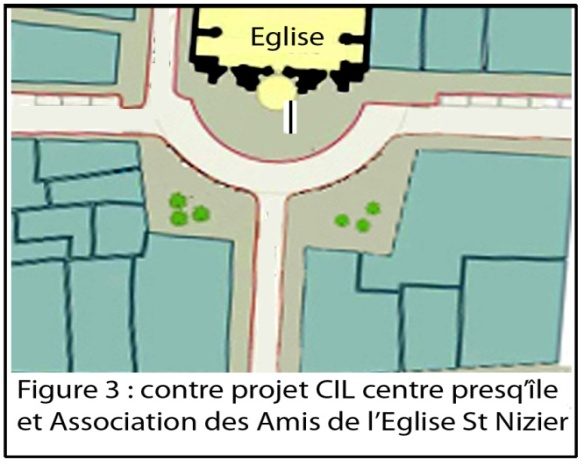 Eglise
Figure 3 : contre projet CIL centre presq'île
et Association des Amis de l'Eglise St Nizier